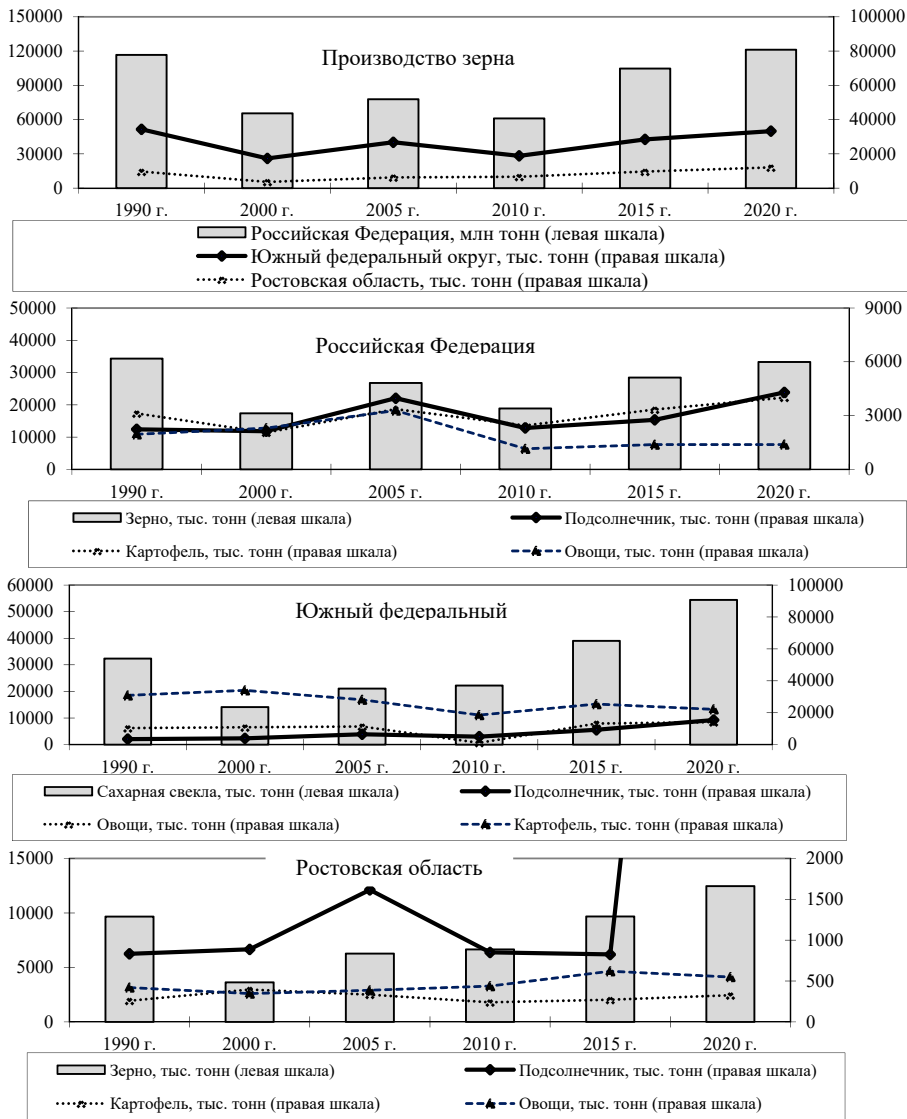 Производство зерна
150000
120000
90000
60000
30000
0
100000
80000
60000
40000
20000
0
1990 г. 2000 г. 2005 г. 2010 г. 2015 г. 2020 г.
Российская Федерация, млн тонн (левая шкала)
Южный федеральный округ, тыс. тонн (правая шкала)
Ростовская область, тыс. тонн (правая шкала)
Российская Федерация
50000
40000
30000
20000
10000
0
9000
6000
3000
0
1990 г. 2000 г. 2005 г. 2010 г. 2015 г. 2020 г.
Зерно, тыс. тонн (левая шкала) Подсолнечник, тыс. тонн (правая шкала)
Картофель, тыс. тонн (правая шкала) Овощи, тыс. тонн (правая шкала)
Южный федеральный
60000
50000
40000
30000
20000
10000
0
100000
80000
60000
40000
20000
0
1990 г. 2000 г. 2005 г. 2010 г. 2015 г. 2020 г.
Сахарная свекла, тыс. тонн (левая шкала) Подсолнечник, тыс. тонн (правая шкала)
Овощи, тыс. тонн (правая шкала) Картофель, тыс. тонн (правая шкала)
Ростовская область
15000
10000
5000
0
2000
1500
1000
500
0
1990 г. 2000 г. 2005 г. 2010 г. 2015 г. 2020 г.
Зерно, тыс. тонн (левая шкала) Подсолнечник, тыс. тонн (правая шкала)
Картофель, тыс. тонн (правая шкала) Овощи, тыс. тонн (правая шкала)